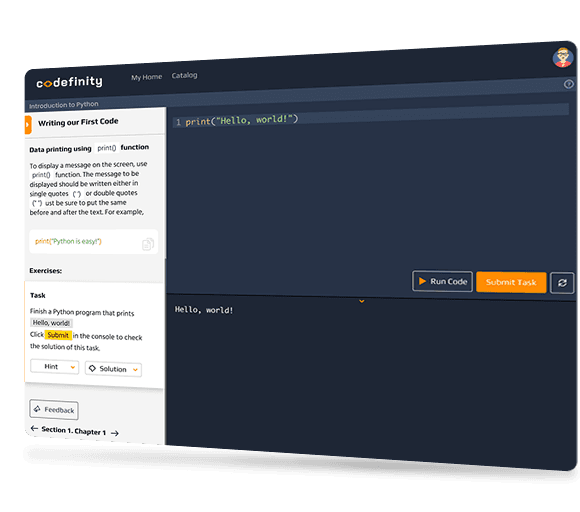 codefinity
My Home Catalog
Introduction to Python
Writing our First Code
Data printing using print() function
To display a message on the screen, use
print() function. The message to be
displayed should be written either in
single quotes (' ') or double quotes
(" ") ust be sure to put the same
before and after the text. For example,
print("Python is easy!")
Exercises:
Task
Finish a Python program that prints
Hello, world!
Click Submit in the console to check
the solution of this task.
Hint
Solution
Feedback
Section 1. Chapter 1
1 print("Hello, world!")
Run Code
Submit Task
Hello, world!